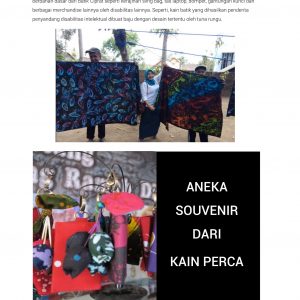 berbahan dasar dari batik Ciprat seperti kerajinan sling bag, tas laptop, dompet, gantungan kunci dan
berbagai merchandise lainnya oleh disabilitas lainnya. Seperti, kain batik yang dihasilkan penderita
penyandang disabilitas intelektual dibuat baju dengan desain tertentu oleh tuna rungu.
ANEKA
SOUVENIR
DARI
KAIN PERCA